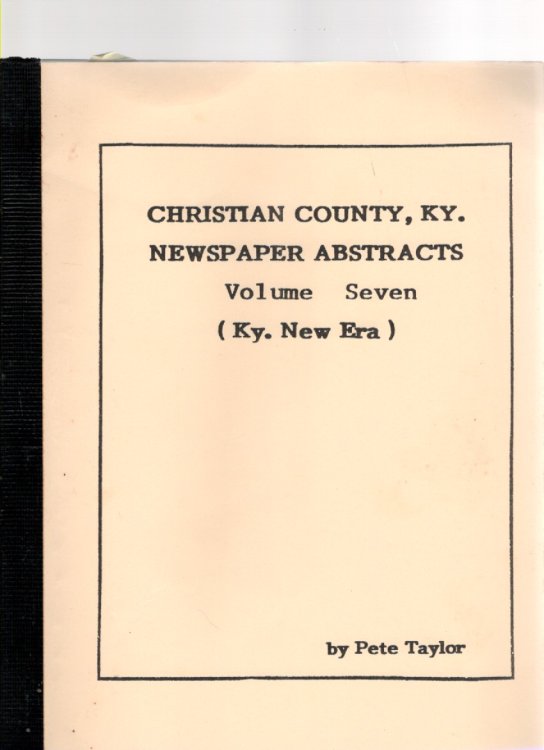 CHRISTIAN COUNTY, KY.
NEWSPAPER ABSTRACTS
Volume Seven
(Ky. New Era)
by Pete Taylor